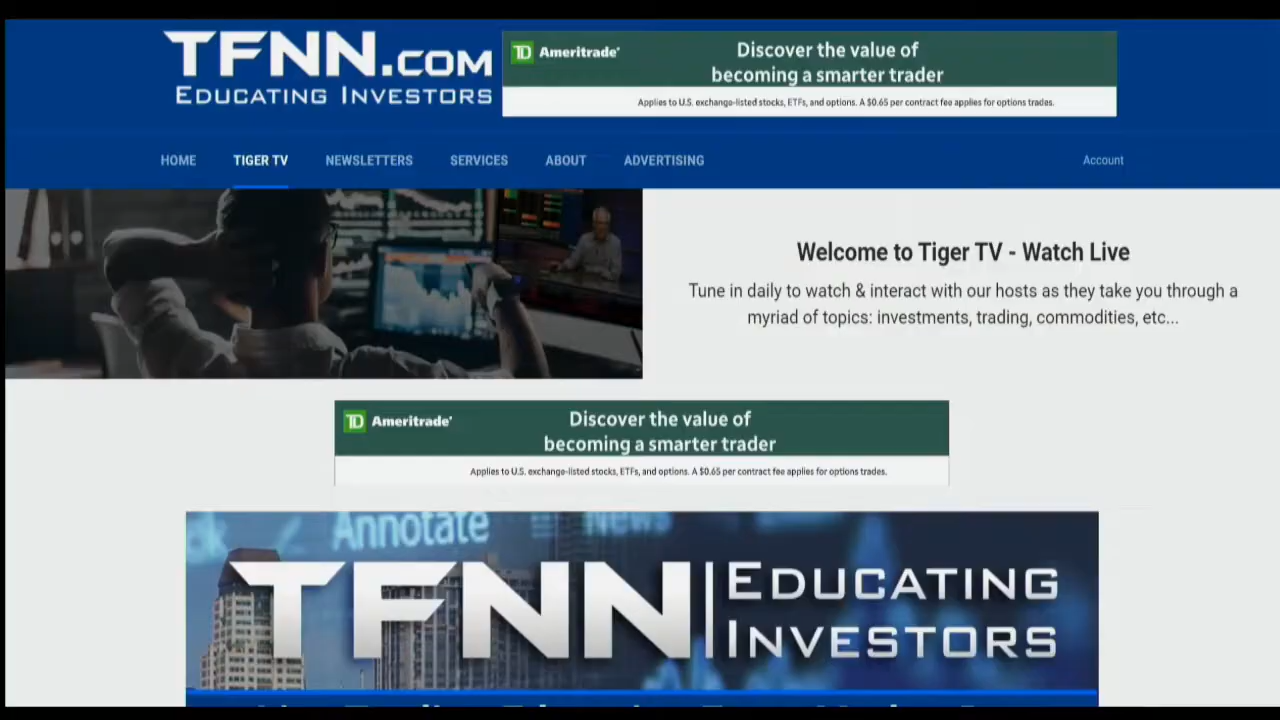 TFNN.COM
EDUCATING INVESTORS
TD Ameritrade
Discover the value of
becoming a smarter trader
Applies to U.S. exchange-listed stocks, ETFs, and options. A $0.65 per contract fee applies for options trades.
HOME TIGER TV NEWSLETTERS SERVICES ABOUT ADVERTISING Account
Welcome to Tiger TV - Watch Live
Tune in daily to watch & interact with our hosts as they take you through a
myriad of topics: investments, trading, commodities, etc...
TD Ameritrade
Discover the value of
becoming a smarter trader
Applies to U.S. exchange-listed stocks, ETFs, and options. A $0.65 per contract fee applies for options trades.
Annotate News
TFNN EDUCATING
INVESTORS